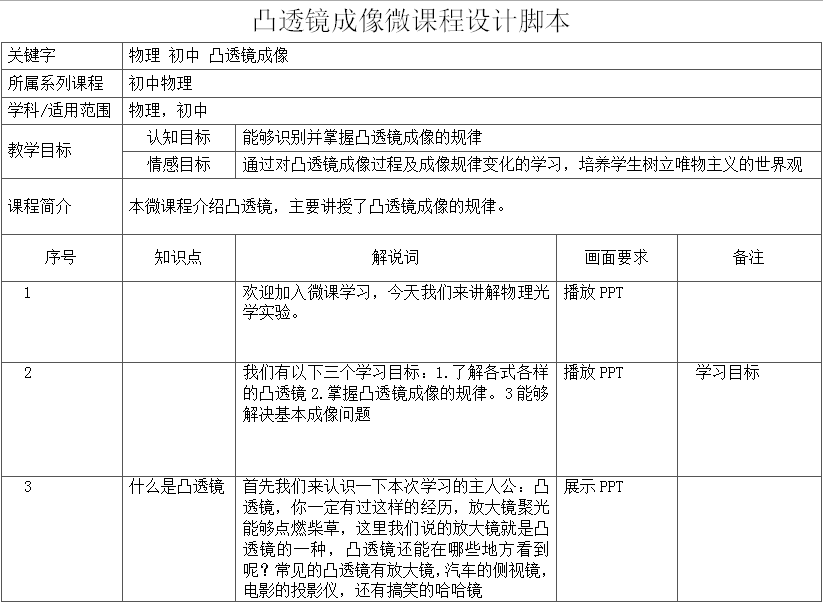 凸透镜成像微课程设计脚本
关键字 物理 初中 凸透镜成像
所属系列课程 初中物理
学科/适用范围 物理，初中
教学目标
认知目标 能够识别并掌握凸透镜成像的规律
情感目标 通过对凸透镜成像过程及成像规律变化的学习，培养学生树立唯物主义的世界观
课程简介 本微课程介绍凸透镜，主要讲授了凸透镜成像的规律。
序号 知识点 解说词 画面要求 备注
1 欢迎加入微课学习，今天我们来讲解物理光 播放 PPT
学实验。
2 我们有以下三个学习目标：1.了解各式各样 播放 PPT 学习目标
的凸透镜 2.掌握凸透镜成像的规律。3 能够
解决基本成像问题
3 什么是凸透镜 首先我们来认识一下本次学习的主人公：凸 展示 PPT
透镜，你一定有过这样的经历，放大镜聚光
能够点燃柴草，这里我们说的放大镜就是凸
透镜的一种，凸透镜还能在哪些地方看到
呢？常见的凸透镜有放大镜，汽车的侧视镜，
电影的投影仪，还有搞笑的哈哈镜